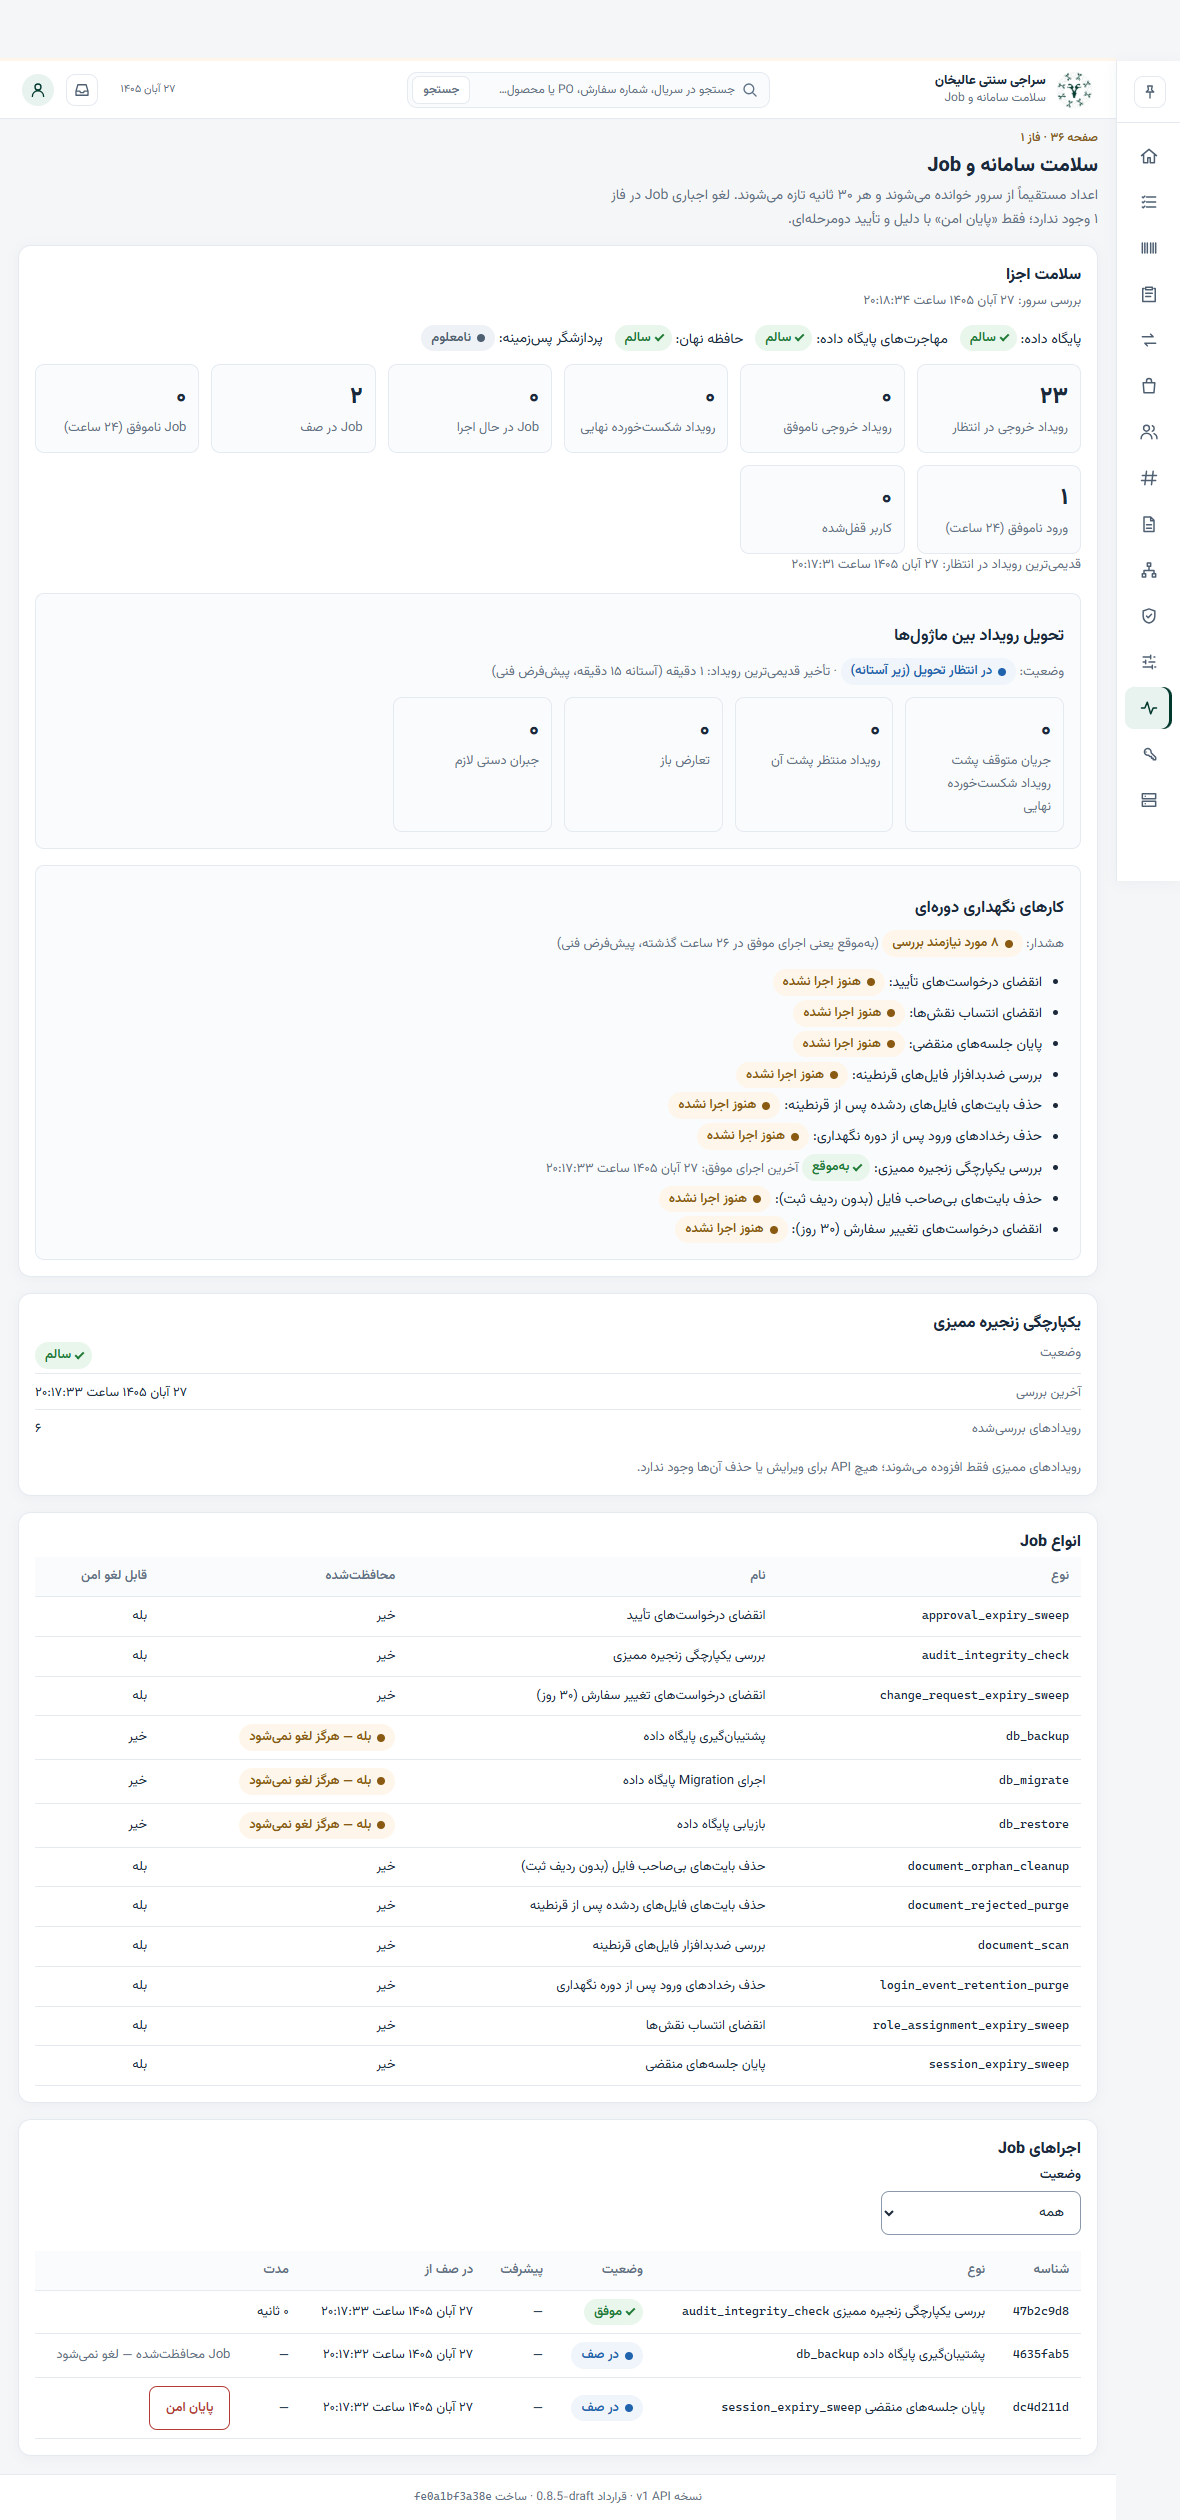 سراجی سنتی عالیخان
سلامت سامانه و Job
جستجو در سریال، شماره سفارش، PO یا محصول...
جستجو
۲۷ آبان ۱۴۰۵
صفحه ۳۶ · فاز ۱
سلامت سامانه و Job
اعداد مستقیماً از سرور خوانده می‌شوند و هر ۳۰ ثانیه تازه می‌شوند. لغو اجباری Job در فاز
۱ وجود ندارد؛ فقط «پایان امن» با دلیل و تأیید دومرحله‌ای.
سلامت اجزا
بررسی سرور: ۲۷ آبان ۱۴۰۵ ساعت ۲۰:۱۸:۳۴
پایگاه داده: سالم مهاجرت‌های پایگاه داده: سالم حافظه نهان: سالم پردازشگر پس‌زمینه: نامعلوم
۲۳
رویداد خروجی در انتظار
۰
رویداد خروجی ناموفق
۰
رویداد شکست‌خورده نهایی
۰
Job در حال اجرا
۲
Job در صف
۰
Job ناموفق (۲۴ ساعت)
۱
ورود ناموفق (۲۴ ساعت)
۰
کاربر قفل‌شده
قدیمی‌ترین رویداد در انتظار: ۲۷ آبان ۱۴۰۵ ساعت ۲۰:۱۷:۳۱
تحویل رویداد بین ماژول‌ها
وضعیت: در انتظار تحویل (زیر آستانه) · تأخیر قدیمی‌ترین رویداد: ۱ دقیقه (آستانه ۱۵ دقیقه، پیش‌فرض فنی)
۰
جریان متوقف پشت
رویداد شکست‌خورده
نهایی
۰
رویداد منتظر پشت آن
۰
تعارض باز
۰
جبران دستی لازم
کارهای نگهداری دوره‌ای
هشدار: ۸ مورد نیازمند بررسی (به‌موقع یعنی اجرای موفق در ۲۶ ساعت گذشته، پیش‌فرض فنی)
انقضای درخواست‌های تأیید: هنوز اجرا نشده
انقضای انتساب نقش‌ها: هنوز اجرا نشده
پایان جلسه‌های منقضی: هنوز اجرا نشده
بررسی ضدبدافزار فایل‌های قرنطینه: هنوز اجرا نشده
حذف بایت‌های فایل‌های ردشده پس از قرنطینه: هنوز اجرا نشده
حذف رخدادهای ورود پس از دوره نگهداری: هنوز اجرا نشده
بررسی یکپارچگی زنجیره ممیزی: به‌موقع آخرین اجرای موفق: ۲۷ آبان ۱۴۰۵ ساعت ۲۰:۱۷:۳۳
حذف بایت‌های بی‌صاحب فایل (بدون ردیف ثبت): هنوز اجرا نشده
انقضای درخواست‌های تغییر سفارش (۳۰ روز): هنوز اجرا نشده
یکپارچگی زنجیره ممیزی
وضعیت سالم
آخرین بررسی ۲۷ آبان ۱۴۰۵ ساعت ۲۰:۱۷:۳۳
رویدادهای بررسی‌شده ۶
رویدادهای ممیزی فقط افزوده می‌شوند؛ هیچ API برای ویرایش یا حذف آن‌ها وجود ندارد.
انواع Job
نوع نام محافظت‌شده قابل لغو امن
approval_expiry_sweep انقضای درخواست‌های تأیید خیر بله
audit_integrity_check بررسی یکپارچگی زنجیره ممیزی خیر بله
change_request_expiry_sweep انقضای درخواست‌های تغییر سفارش (۳۰ روز) خیر بله
db_backup پشتیبان‌گیری پایگاه داده بله — هرگز لغو نمی‌شود خیر
db_migrate اجرای Migration پایگاه داده بله — هرگز لغو نمی‌شود خیر
db_restore بازیابی پایگاه داده بله — هرگز لغو نمی‌شود خیر
document_orphan_cleanup حذف بایت‌های بی‌صاحب فایل (بدون ردیف ثبت) خیر بله
document_rejected_purge حذف بایت‌های فایل‌های ردشده پس از قرنطینه خیر بله
document_scan بررسی ضدبدافزار فایل‌های قرنطینه خیر بله
login_event_retention_purge حذف رخدادهای ورود پس از دوره نگهداری خیر بله
role_assignment_expiry_sweep انقضای انتساب نقش‌ها خیر بله
session_expiry_sweep پایان جلسه‌های منقضی خیر بله
اجراهای Job
وضعیت
همه
شناسه نوع وضعیت پیشرفت در صف از مدت
47b2c9d8 بررسی یکپارچگی زنجیره ممیزی audit_integrity_check موفق — ۲۷ آبان ۱۴۰۵ ساعت ۲۰:۱۷:۳۳ ۰ ثانیه
4635fab5 پشتیبان‌گیری پایگاه داده db_backup در صف — ۲۷ آبان ۱۴۰۵ ساعت ۲۰:۱۷:۳۲ — Job محافظت‌شده — لغو نمی‌شود
dc4d211d پایان جلسه‌های منقضی session_expiry_sweep در صف — ۲۷ آبان ۱۴۰۵ ساعت ۲۰:۱۷:۳۲ — پایان امن
نسخه v1 API · قرارداد 0.8.5-draft · ساخت fe0a1bf3a38e